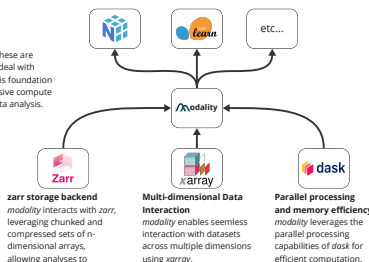 learn
etc...
hese are
deal with
is foundation
sive compute
ta analysis.
modality
Zarr
xarray
dask
zarr storage backend
modality interacts with zarr,
leveraging chunked and
compressed sets of n-
dimensional arrays,
allowing analyses to
Multi-dimensional Data
Interaction
modality enables seemless
interaction with datasets
across multiple dimensions
using xarray.
Parallel processing
and memory efficiency
modality leverages the
parallel processing
capabilities of dask for
efficient computation.